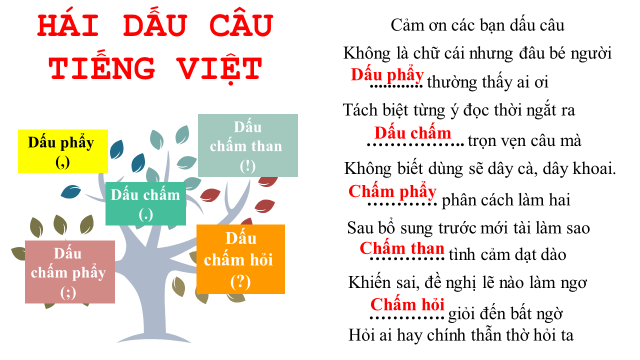 HÁI DẤU CÂU
TIẾNG VIỆT
Dấu phẩy
(,)
Dấu
chấm than
(!)
Dấu chấm
(.)
Dấu
chấm phẩy
(;)
Dấu
chấm hỏi
(?)
Cảm ơn các bạn dấu câu
Không là chữ cái nhưng đâu bé người
Dấu phẩy thường thấy ai ơi
Tách biệt từng ý đọc thời ngắt ra
Dấu chấm trọn vẹn câu mà
Không biết dùng sẽ dây cà, dây khoai.
Chấm phẩy phân cách làm hai
Sau bổ sung trước mới tài làm sao
Chấm than tình cảm dạt dào
Khiến sai, đề nghị lẽ nào làm ngơ
Chấm hỏi giỏi đến bất ngờ
Hỏi ai hay chính thẫn thờ hỏi ta